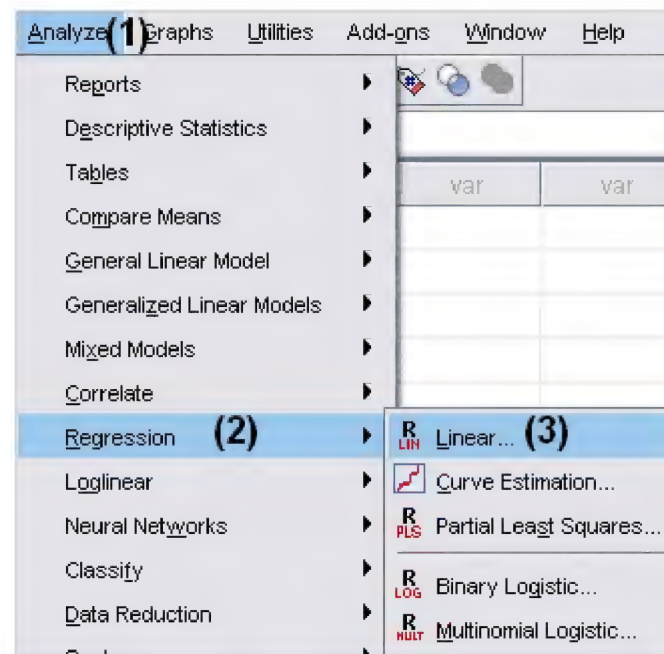 Analyze (1) Graphs Utilities Add-ons Window Help
Reports
Descriptive Statistics
Tables
var var
Compare Means
General Linear Model
Generalized Linear Models
Mixed Models
Correlate
Regression (2)
R LIN Linear... (3)
Loglinear
Curve Estimation...
Neural Networks
R PLS Partial Least Squares...
Classify
R LOG Binary Logistic...
Data Reduction
R MULT Multinomial Logistic...